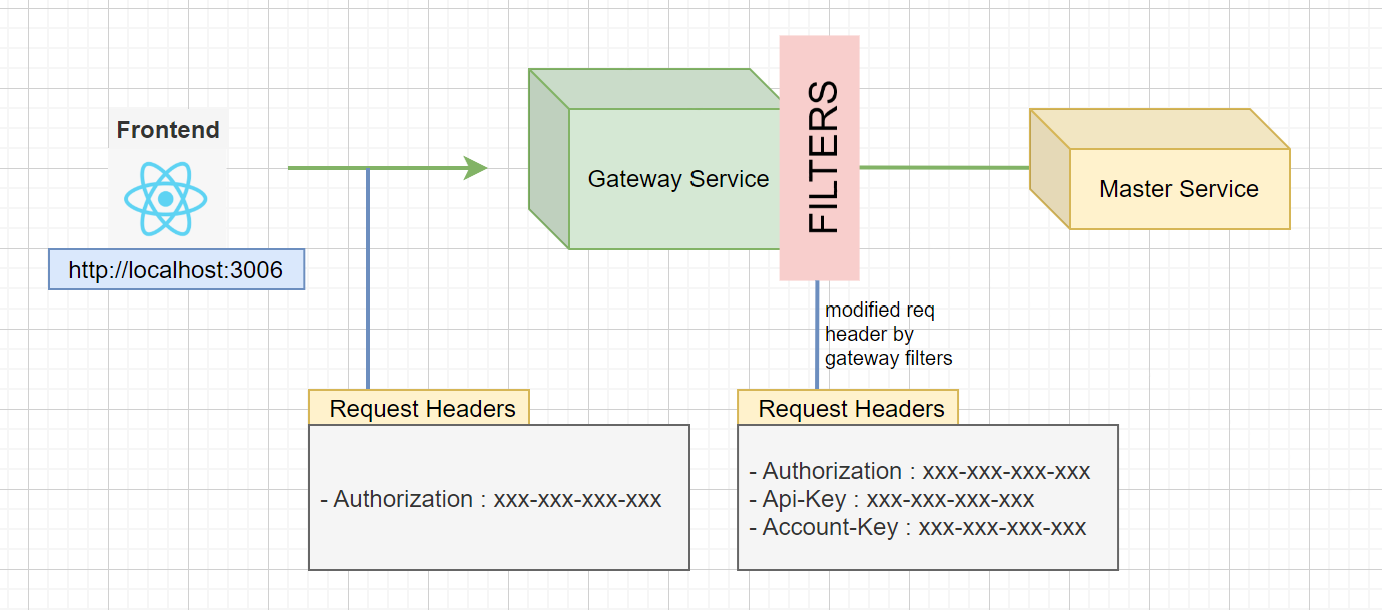 Frontend
http://localhost:3006
Gateway Service
FILTERS
Master Service
modified req
header by
gateway filters
Request Headers
- Authorization : xxx-xxx-xxx-xxx
Request Headers
- Authorization : xxx-xxx-xxx-xxx
- Api-Key : xxx-xxx-xxx-xxx
- Account-Key : xxx-xxx-xxx-xxx